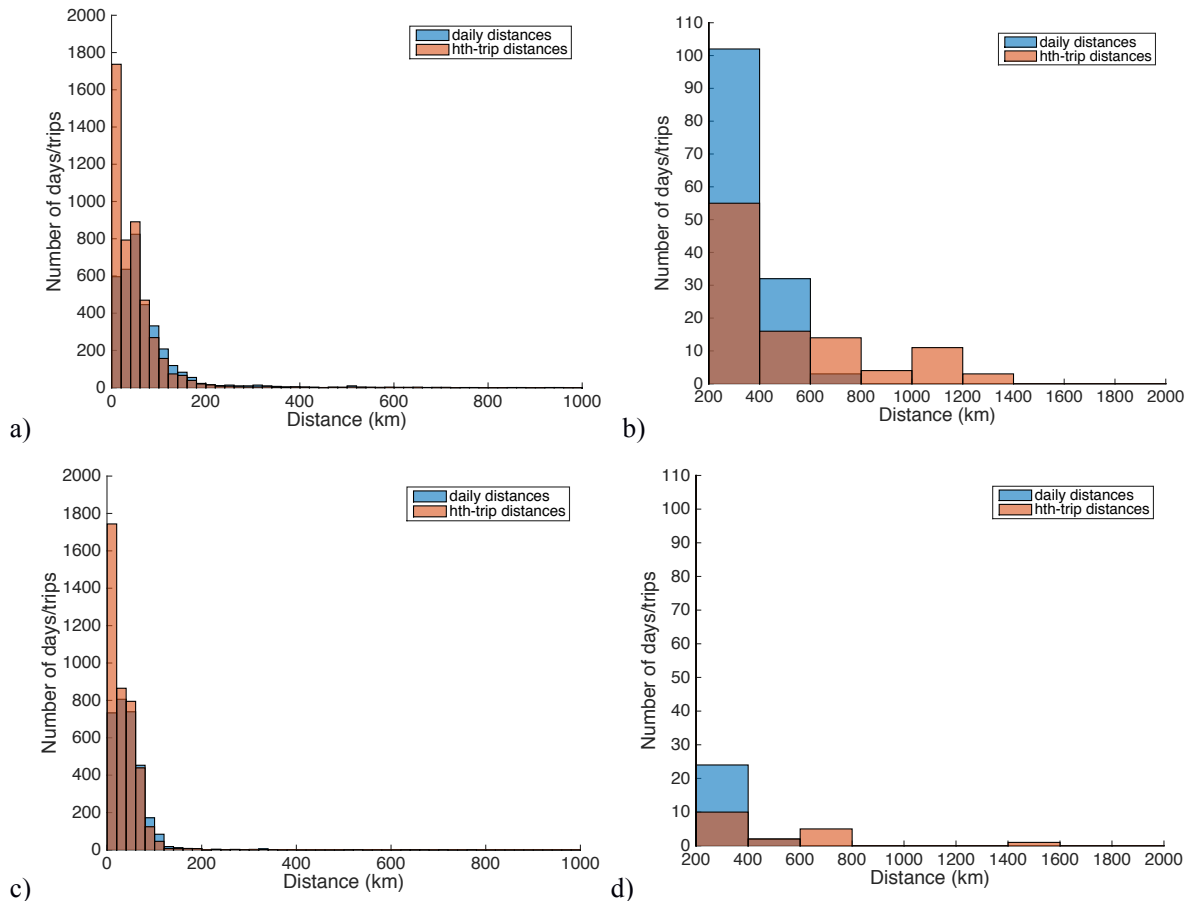 2000
1800
1600
1400
1200
1000
800
600
400
200
0
Number of days/trips
daily distances
hth-trip distances
0 200 400 600 800 1000
Distance (km)
a)
110
100
90
80
70
60
50
40
30
20
10
0
Number of days/trips
daily distances
hth-trip distances
200 400 600 800 1000 1200 1400 1600 1800 2000
Distance (km)
b)
2000
1800
1600
1400
1200
1000
800
600
400
200
0
Number of days/trips
daily distances
hth-trip distances
0 200 400 600 800 1000
Distance (km)
c)
110
100
90
80
70
60
50
40
30
20
10
0
Number of days/trips
daily distances
hth-trip distances
200 400 600 800 1000 1200 1400 1600 1800 2000
Distance (km)
d)